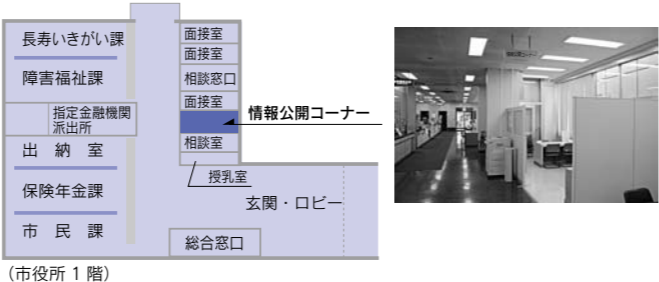 長寿いきがい課
障害福祉課
指定金融機関
派出所
出納室
保険年金課
市民課
面接室
面接室
相談窓口
面接室
情報公開コーナー
相談室
授乳室
玄関・ロビー
総合窓口
（市役所 1 階）